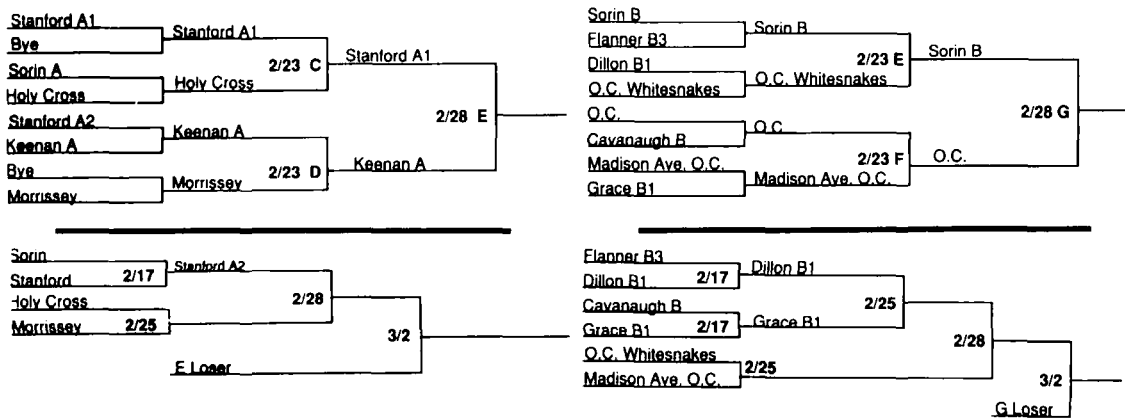 Stanford A1
Bye
Sorin A
Holy Cross
Stanford A2
Keenan A
Bye
Morrissey
Stanford A1
Holy Cross
Keenan A
Morrissey
2/23 C
2/23 D
Stanford A1
Keenan A
2/28 E
Sorin B
Flanner B3
Dillon B1
O.C. Whitesnakes
O.C.
Cavanaugh B
Madison Ave. O.C.
Grace B1
Sorin B
O.C. Whitesnakes
O.C.
Madison Ave. O.C.
2/23 E
2/23 F
Sorin B
O.C.
2/28 G
Sorin
Stanford
Holy Cross
Morrissey
2/17
2/25
Stanford A2
2/28
E Loser
3/2
Flanner B3
Dillon B1
Cavanaugh B
Grace B1
O.C. Whitesnakes
Madison Ave. O.C.
2/17
2/17
2/25
Dillon B1
Grace B1
2/25
2/28
G Loser
3/2